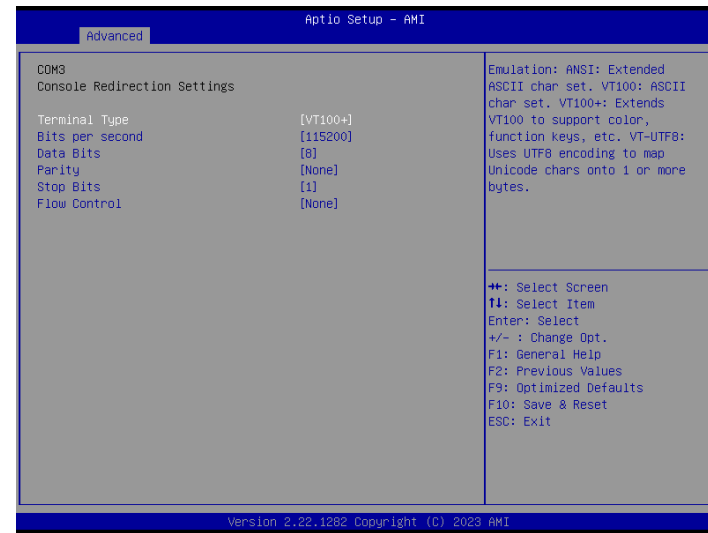 Aptio Setup – AMI
Advanced
COM3
Console Redirection Settings
Terminal Type [VT100+]
Bits per second [115200]
Data Bits [8]
Parity [None]
Stop Bits [1]
Flow Control [None]
Emulation: ANSI: Extended
ASCII char set. VT100: ASCII
char set. VT100+: Extends
VT100 to support color,
function keys, etc. VT-UTF8:
Uses UTF8 encoding to map
Unicode chars onto 1 or more
bytes.
→←: Select Screen
↑↓: Select Item
Enter: Select
+/- : Change Opt.
F1: General Help
F2: Previous Values
F9: Optimized Defaults
F10: Save & Reset
ESC: Exit
Version 2.22.1282 Copyright (C) 2023 AMI